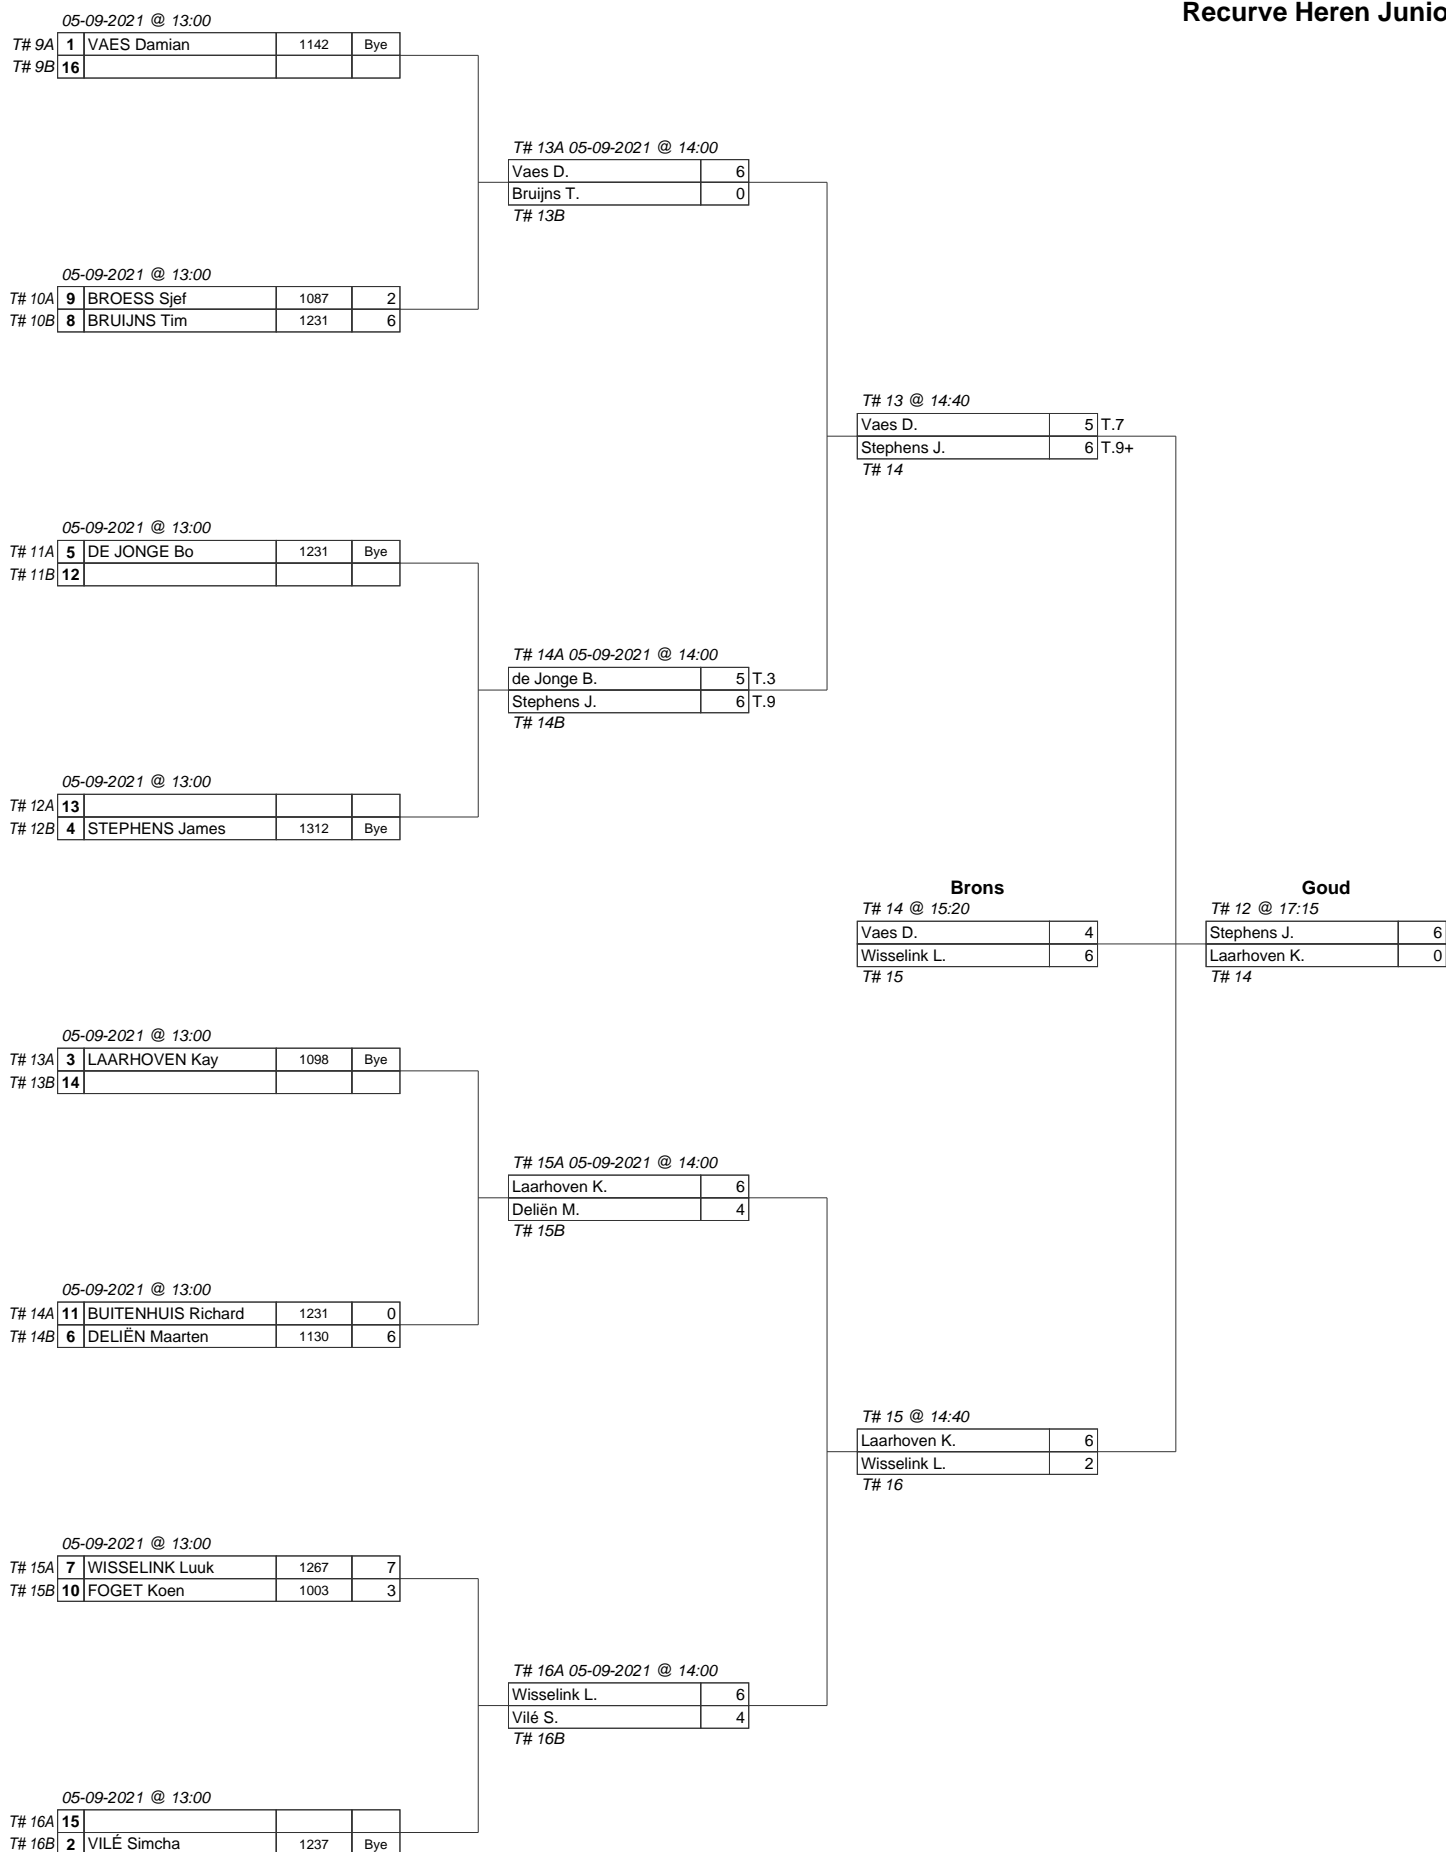 Recurve Heren Junio
05-09-2021 @ 13:00
T# 9A 1 VAES Damian 1142 Bye
T# 9B 16
T# 13A 05-09-2021 @ 14:00
Vaes D. 6
Bruijns T. 0
T# 13B
05-09-2021 @ 13:00
T# 10A 9 BROESS Sjef 1087 2
T# 10B 8 BRUIJNS Tim 1231 6
T# 13 @ 14:40
Vaes D. 5 T.7
Stephens J. 6 T.9+
T# 14
05-09-2021 @ 13:00
T# 11A 5 DE JONGE Bo 1231 Bye
T# 11B 12
T# 14A 05-09-2021 @ 14:00
de Jonge B. 5 T.3
Stephens J. 6 T.9
T# 14B
05-09-2021 @ 13:00
T# 12A 13
T# 12B 4 STEPHENS James 1312 Bye
Brons
T# 14 @ 15:20
Vaes D. 4
Wisselink L. 6
T# 15
Goud
T# 12 @ 17:15
Stephens J. 6
Laarhoven K. 0
T# 14
05-09-2021 @ 13:00
T# 13A 3 LAARHOVEN Kay 1098 Bye
T# 13B 14
T# 15A 05-09-2021 @ 14:00
Laarhoven K. 6
Deliën M. 4
T# 15B
05-09-2021 @ 13:00
T# 14A 11 BUITENHUIS Richard 1231 0
T# 14B 6 DELIËN Maarten 1130 6
T# 15 @ 14:40
Laarhoven K. 6
Wisselink L. 2
T# 16
05-09-2021 @ 13:00
T# 15A 7 WISSELINK Luuk 1267 7
T# 15B 10 FOGET Koen 1003 3
T# 16A 05-09-2021 @ 14:00
Wisselink L. 6
Vilé S. 4
T# 16B
05-09-2021 @ 13:00
T# 16A 15
T# 16B 2 VILÉ Simcha 1237 Bye